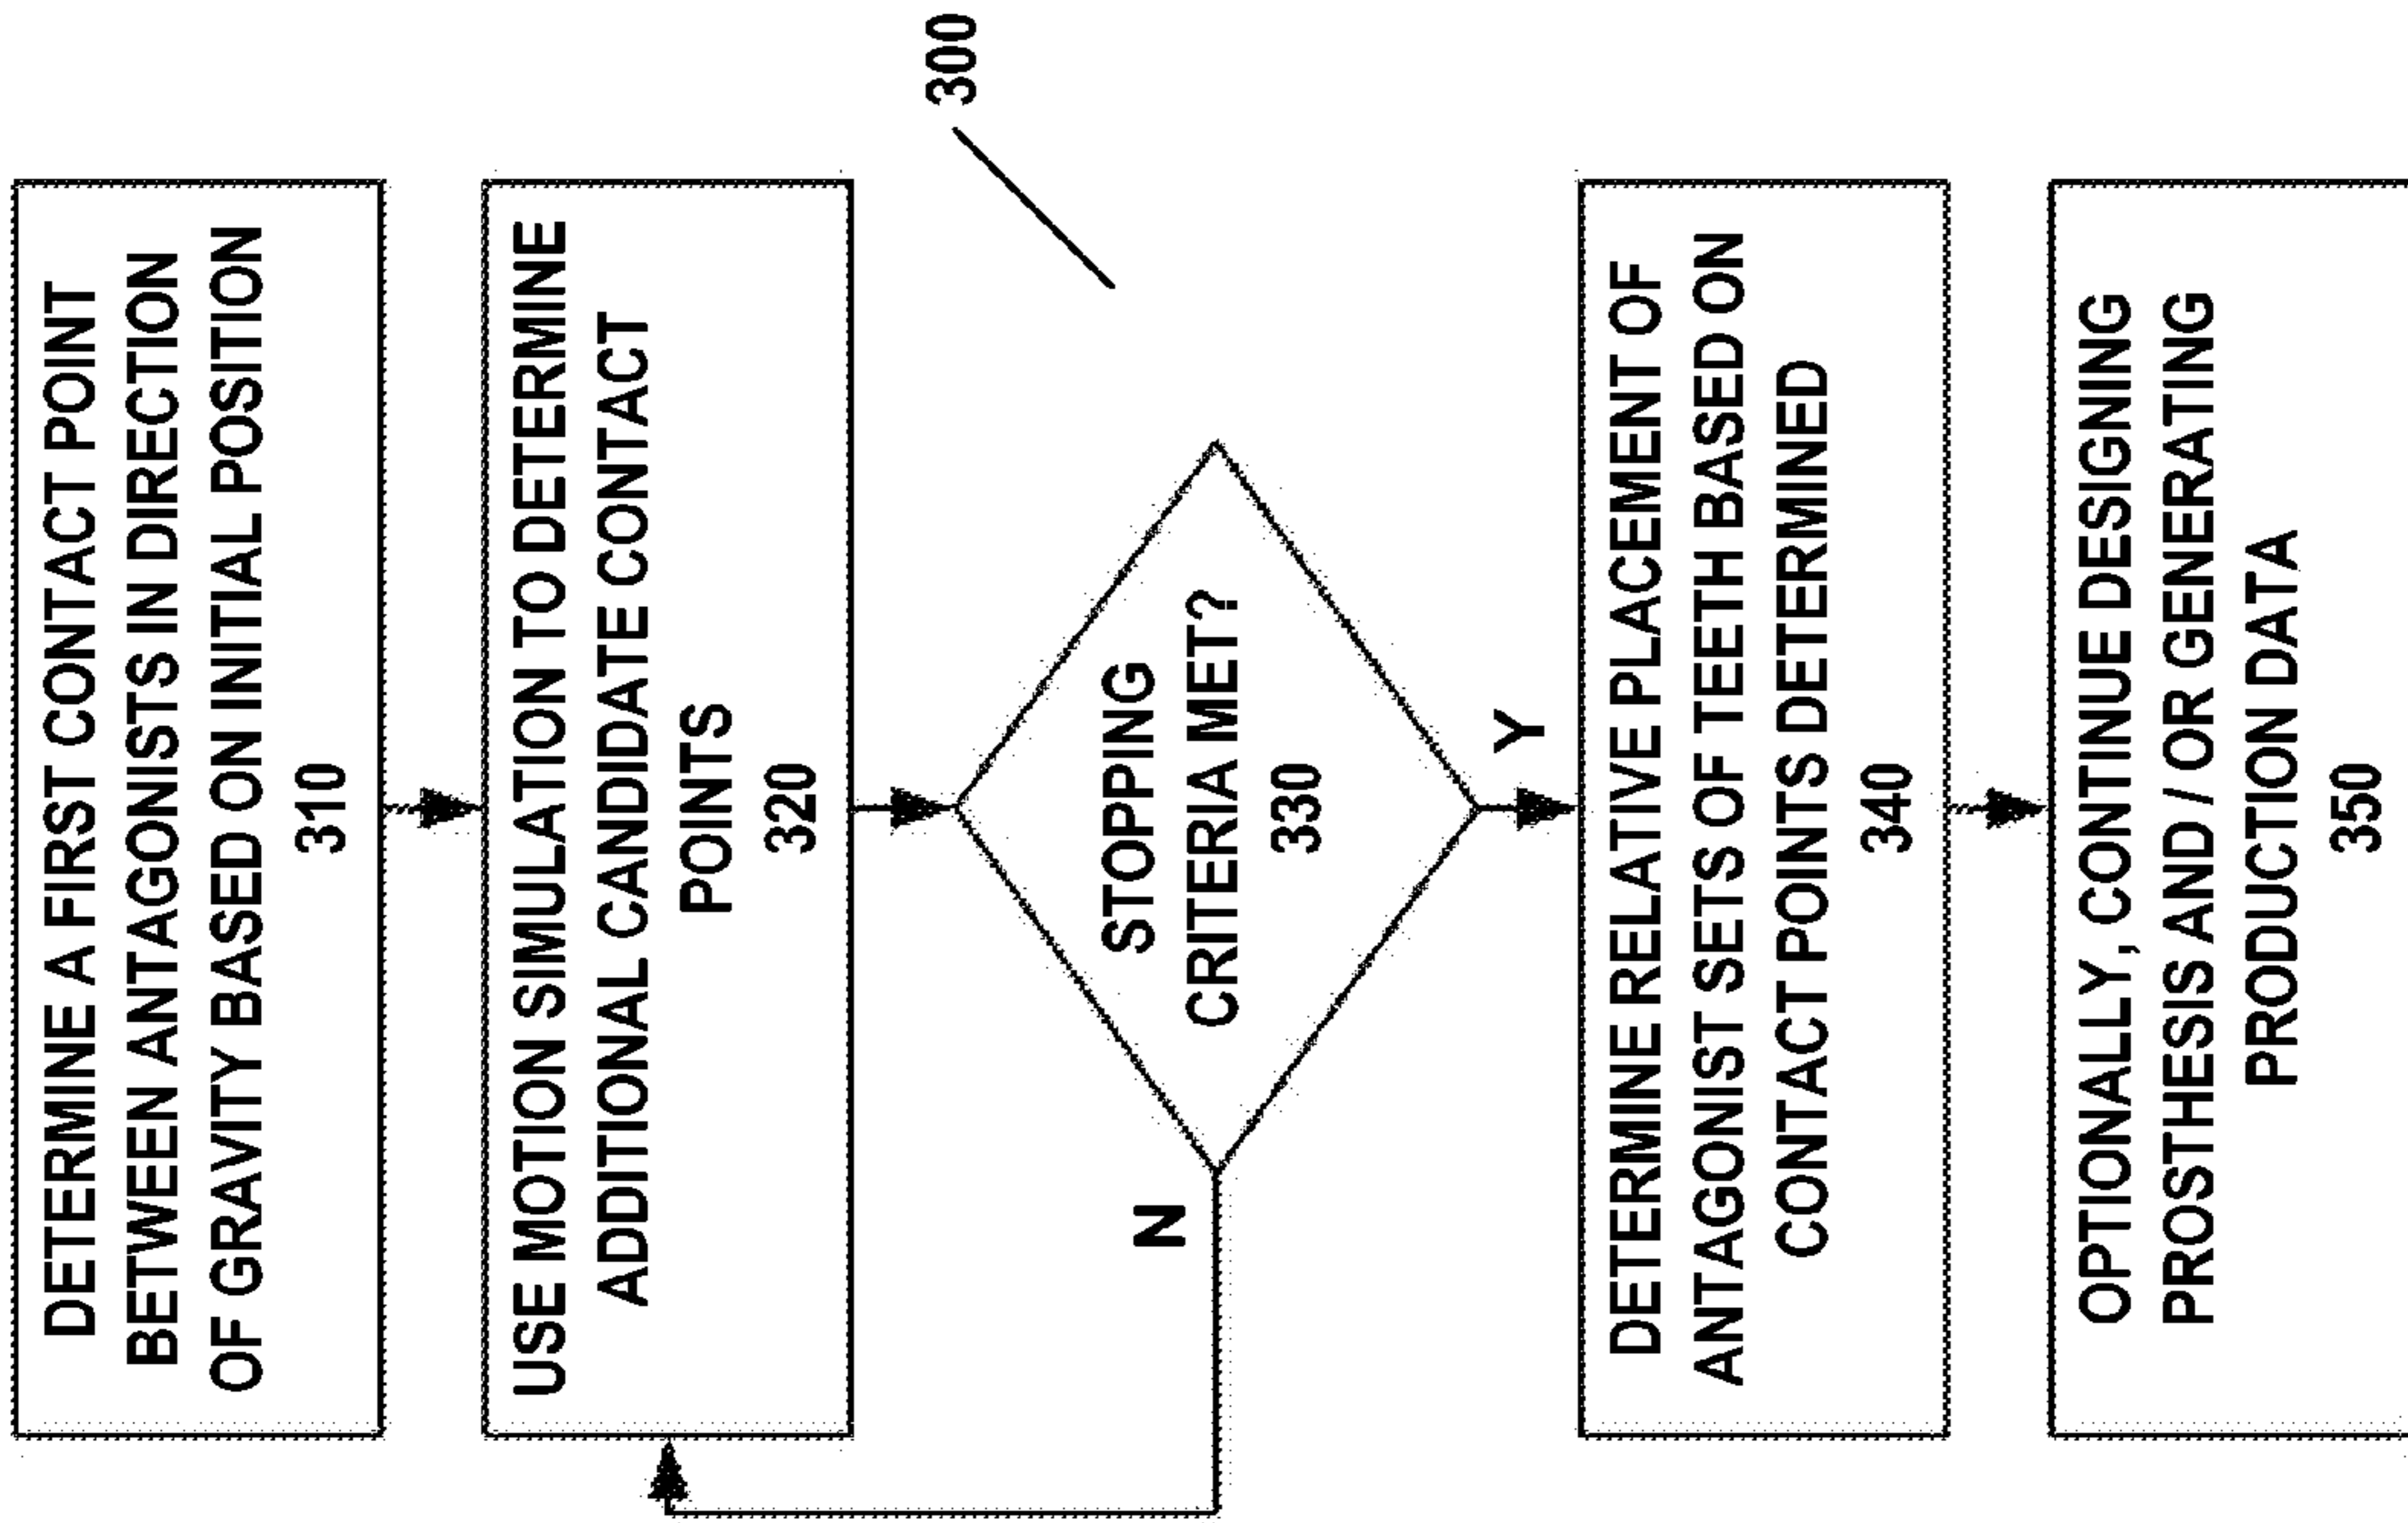 DETERMINE A FIRST CONTACT POINT
BETWEEN ANTAGONISTS IN DIRECTION
OF GRAVITY BASED ON INITIAL POSITION
310
USE MOTION SIMULATION TO DETERMINE
ADDITIONAL CANDIDATE CONTACT
POINTS
320
300
STOPPING
CRITERIA MET?
330
N
Y
DETERMINE RELATIVE PLACEMENT OF
ANTAGONIST SETS OF TEETH BASED ON
CONTACT POINTS DETERMINED
340
OPTIONALLY, CONTINUE DESIGNING
PROSTHESIS AND / OR GENERATING
PRODUCTION DATA
350